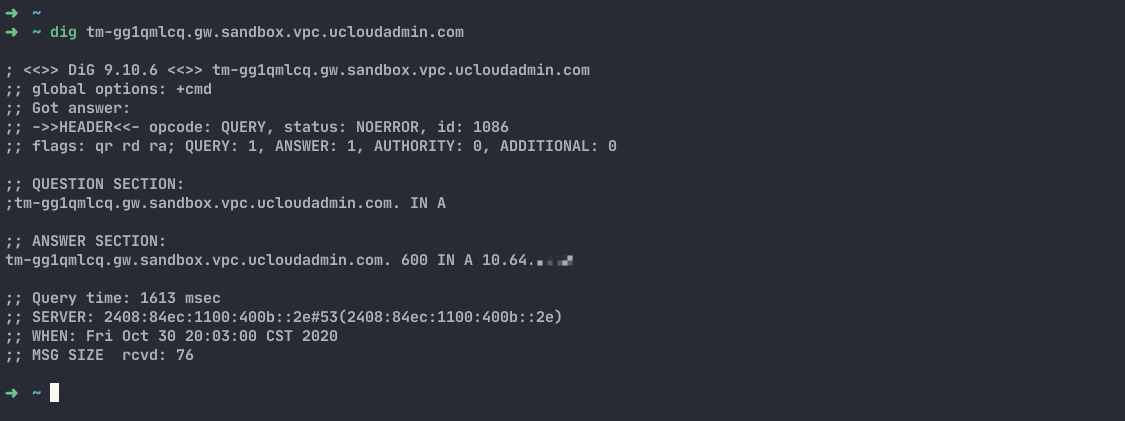 ➜ ~
➜ ~ dig tm-gg1qmlcq.gw.sandbox.vpc.ucloudadmin.com
; <<>> DiG 9.10.6 <<>> tm-gg1qmlcq.gw.sandbox.vpc.ucloudadmin.com
;; global options: +cmd
;; Got answer:
;; ->>HEADER<<- opcode: QUERY, status: NOERROR, id: 1086
;; flags: qr rd ra; QUERY: 1, ANSWER: 1, AUTHORITY: 0, ADDITIONAL: 0
;; QUESTION SECTION:
;tm-gg1qmlcq.gw.sandbox.vpc.ucloudadmin.com. IN A
;; ANSWER SECTION:
tm-gg1qmlcq.gw.sandbox.vpc.ucloudadmin.com. 600 IN A 10.64.
;; Query time: 1613 msec
;; SERVER: 2408:84ec:1100:400b::2e#53(2408:84ec:1100:400b::2e)
;; WHEN: Fri Oct 30 20:03:00 CST 2020
;; MSG SIZE  rcvd: 76
➜ ~